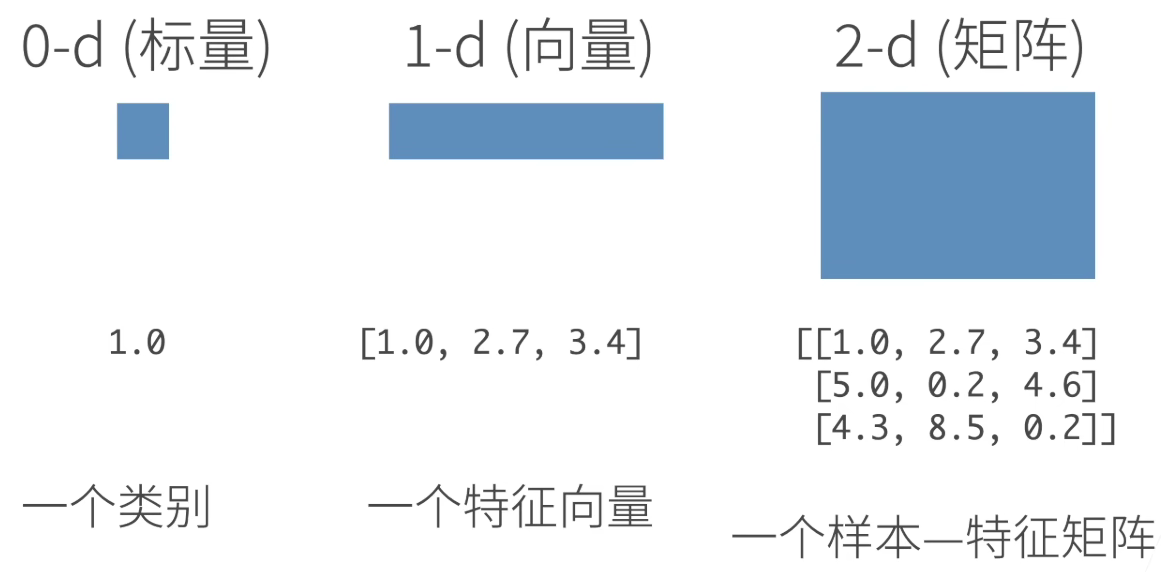 0-d (标量)
1-d (向量)
2-d (矩阵)
1.0
[1.0, 2.7, 3.4]
[[1.0, 2.7, 3.4]
[5.0, 0.2, 4.6]
[4.3, 8.5, 0.2]]
一个类别
一个特征向量
一个样本—特征矩阵